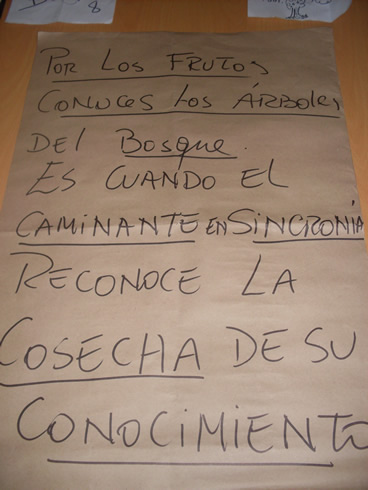 8
POR LOS FRUTOS
CONOCES LOS ÁRBOLES
DEL BOSQUE.
ES CUANDO EL
CAMINANTE EN SINCRONÍA
RECONOCE LA
COSECHA DE SU
CONOCIMIENTO